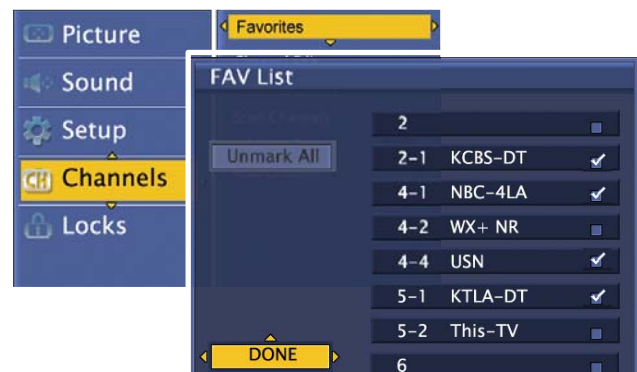 Picture
Sound
Setup
CH Channels
Locks
Favorites
FAV List
Unmark All
2
2-1 KCBS-DT
4-1 NBC-4LA
4-2 WX+ NR
4-4 USN
5-1 KTLA-DT
5-2 This-TV
6
DONE